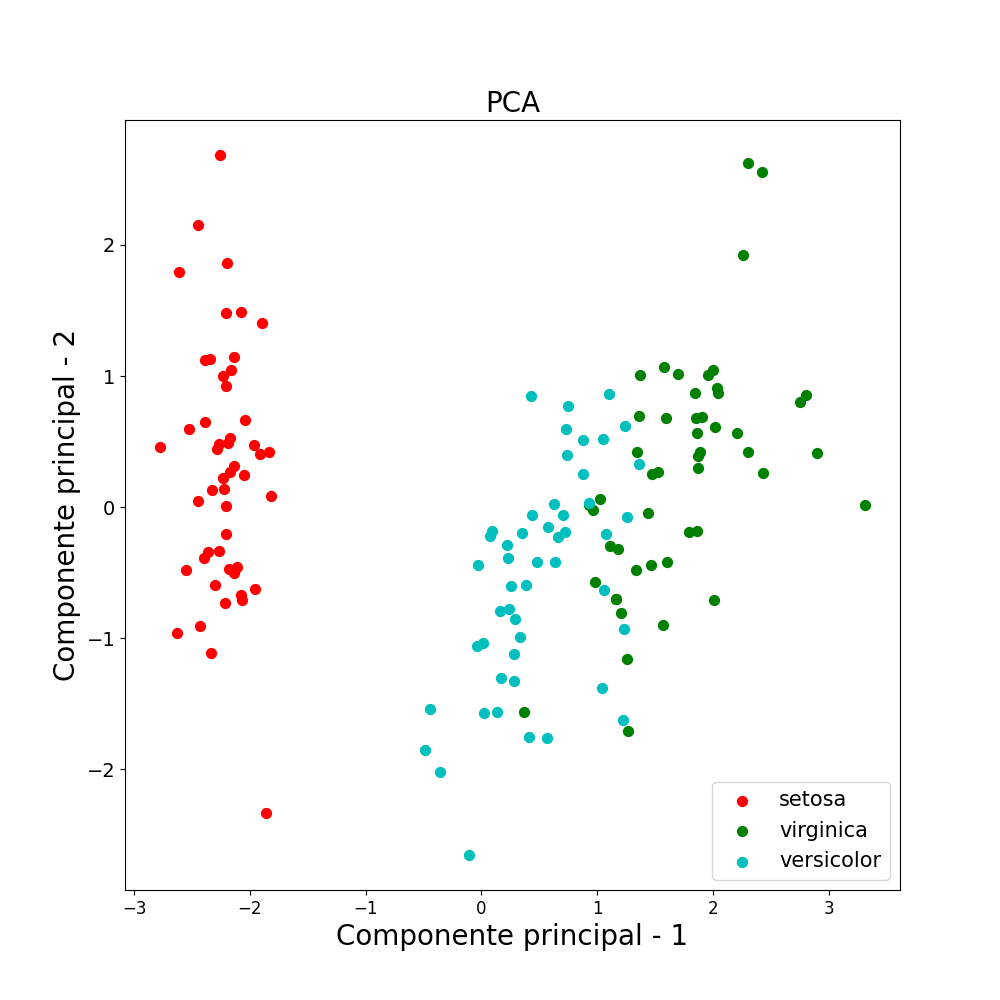 PCA
Componente principal - 2
2
1
0
−1
−2
−3
−2
−1
0
1
2
3
Componente principal - 1
setosa
virginica
versicolor